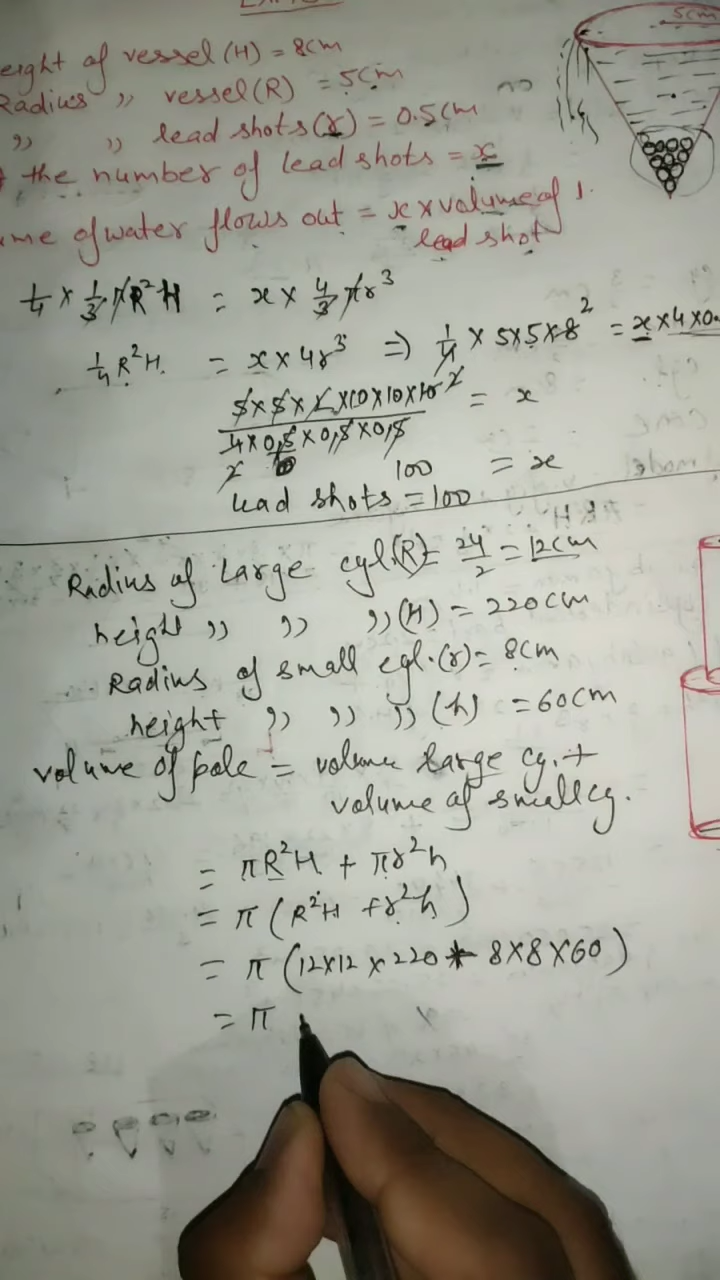 eight of vessel (H) = 8cm
5cm
Radius ,, vessel (R) = 5cm
,, ,, lead shots (r) = 0.5cm
the number of lead shots = x
ume of water flows out = x × volume of 1
lead shot
1/4 × 1/3 πR²H = x × 4/3 πr³
1/4 R²H = x × 4r³ ⇒ 1/4 × 5×5×8² = x×4×0.
5×5×2×10×10×10 2 = x
4×0.5×0.5×0.5
100 = x
lead shots = 100
Radius of Large cyl.(R) = 24/2 = 12cm
height ,, ,, ,, (H) = 220cm
Radius of small cyl.(r) = 8cm
height ,, ,, ,, (h) = 60cm
volume of pole = volume large cy. +
volume of small cy.
= πR²H + πr²h
= π (R²H + r²h)
= π (12×12×220 + 8×8×60)
= π